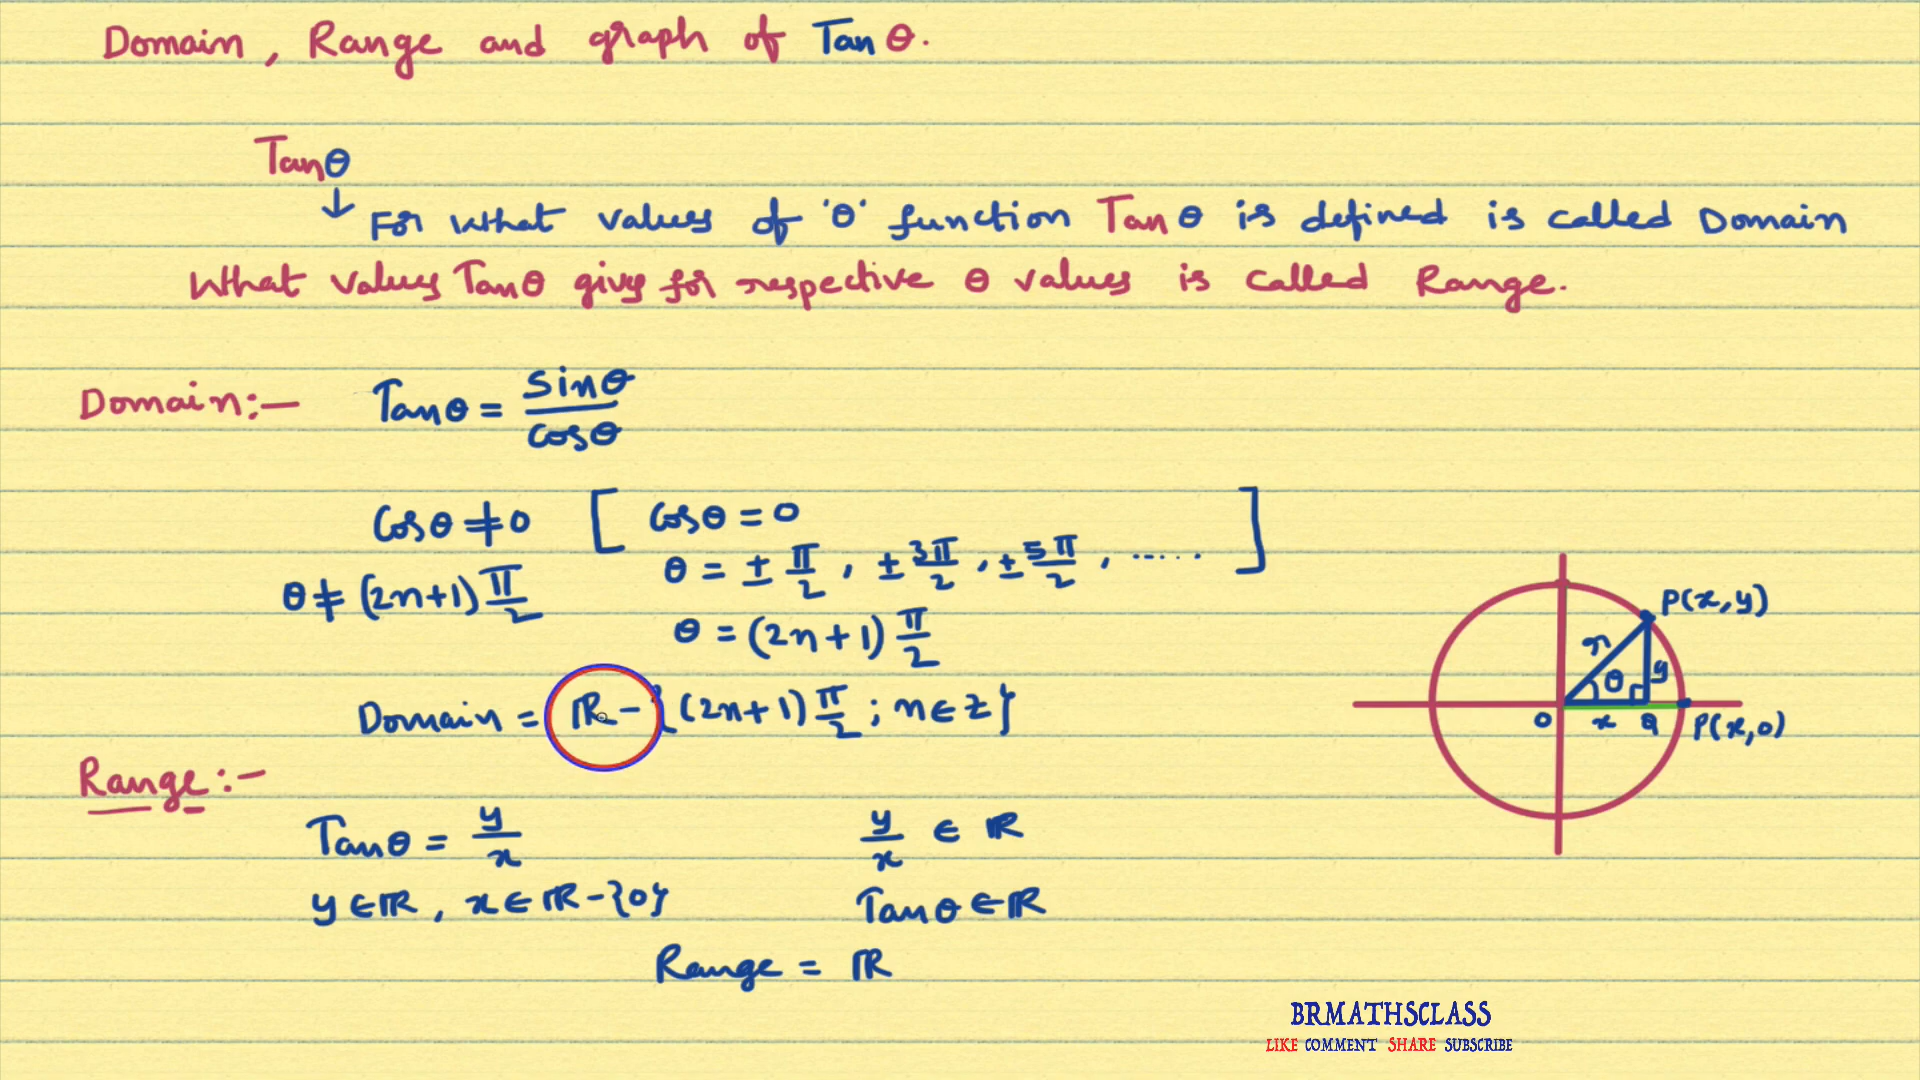 Domain, Range and graph of Tan θ.
Tanθ
↓ For what values of 'θ' function Tan θ is defined is called Domain
What values Tanθ gives for respective θ values is called Range.
Domain:— Tanθ = sinθ/cosθ
cosθ ≠ 0 [ cosθ = 0
θ = ± π/2, ± 3π/2, ± 5π/2, ..... ]
θ ≠ (2n+1) π/2
θ = (2n+1) π/2
Domain = ℝ - {(2n+1) π/2 ; n ∈ z}
Range:—
Tanθ = y/x
y/x ∈ ℝ
y ∈ ℝ, x ∈ ℝ - {0}
Tanθ ∈ ℝ
Range = ℝ
P(x,y)
r
y
θ
O
x
Q
P(x,0)
BRMATHSCLASS
LIKE COMMENT SHARE SUBSCRIBE